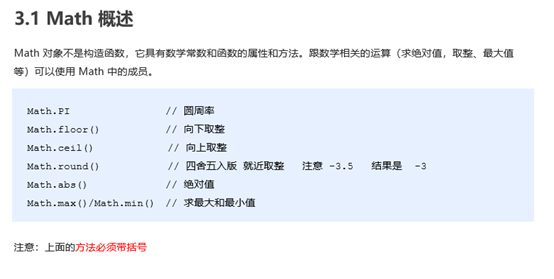 3.1 Math 概述
Math 对象不是构造函数，它具有数学常数和函数的属性和方法。跟数学相关的运算（求绝对值，取整、最大值
等）可以使用 Math 中的成员。
Math.PI // 圆周率
Math.floor() // 向下取整
Math.ceil() // 向上取整
Math.round() // 四舍五入版 就近取整 注意 -3.5 结果是 -3
Math.abs() // 绝对值
Math.max()/Math.min() // 求最大和最小值
注意：上面的方法必须带括号